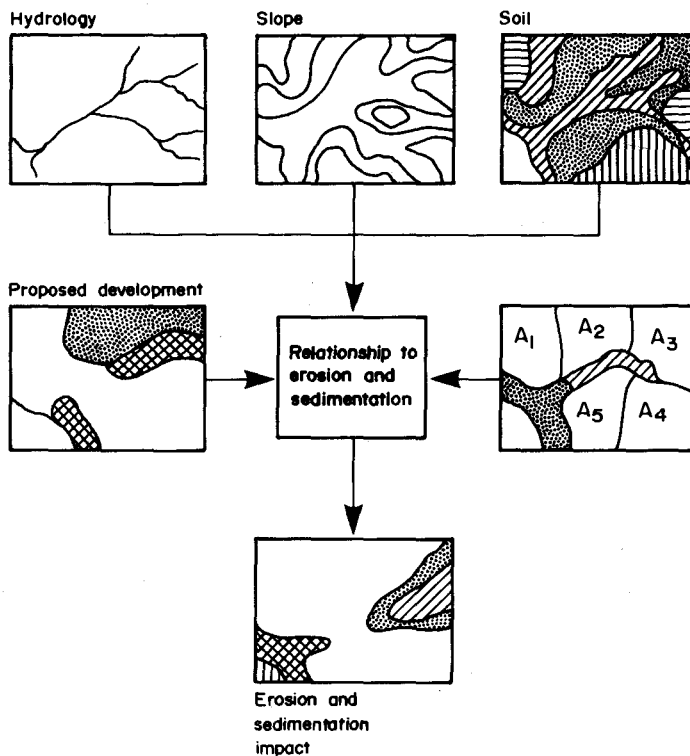 Hydrology
Slope
Soil
Proposed development
Relationship to
erosion and
sedimentation
A1
A2
A3
A5
A4
Erosion and
sedimentation
impact